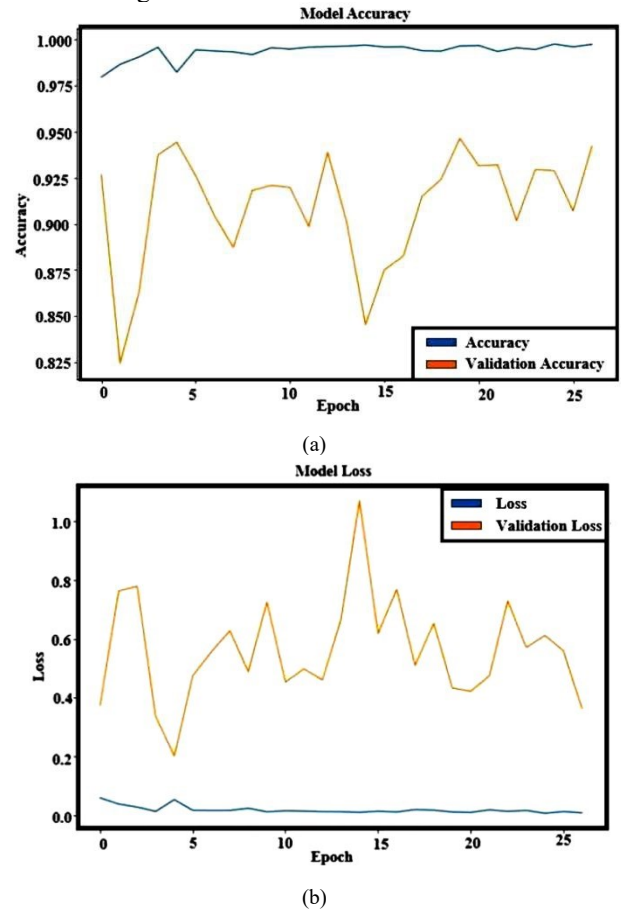 Model Accuracy
1.000
0.975
0.950
0.925
0.900
0.875
0.850
0.825
Accuracy
Accuracy
Validation Accuracy
0 5 10 15 20 25
Epoch
(a)
Model Loss
Loss
Validation Loss
1.0
0.8
0.6
0.4
0.2
0.0
Loss
0 5 10 15 20 25
Epoch
(b)